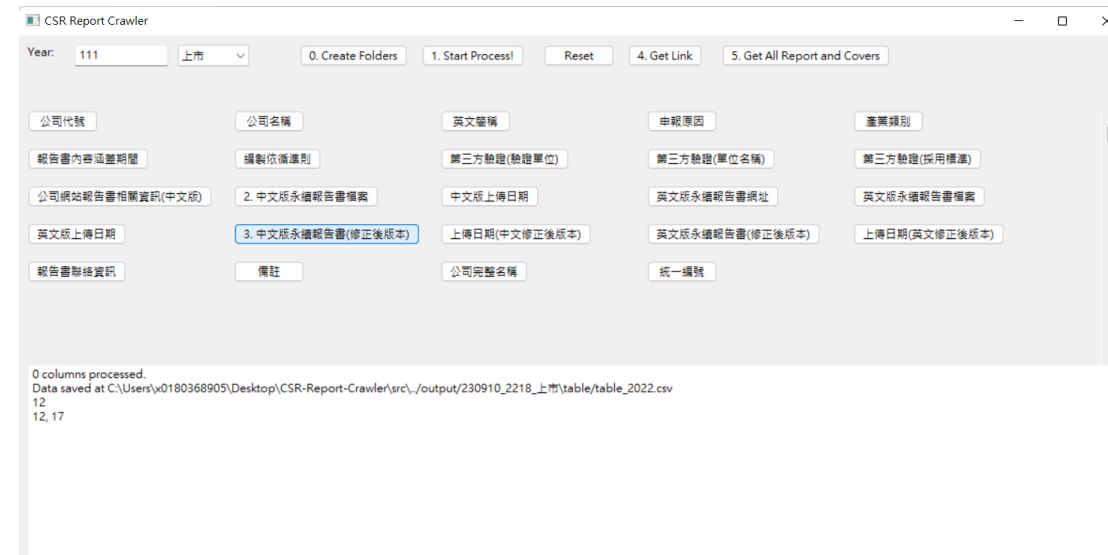 CSR Report Crawler
Year: 111 上市 0. Create Folders 1. Start Process! Reset 4. Get Link 5. Get All Report and Covers
公司代號 公司名稱 英文簡稱 申報原因 產業類別
報告書內容涵蓋期間 編製依循準則 第三方驗證(驗證單位) 第三方驗證(單位名稱) 第三方驗證(採用標準)
公司網站報告書相關資訊(中文版) 2. 中文版永續報告書檔案 中文版上傳日期 英文版永續報告書網址 英文版永續報告書檔案
英文版上傳日期 3. 中文版永續報告書(修正後版本) 上傳日期(中文修正後版本) 英文版永續報告書(修正後版本) 上傳日期(英文修正後版本)
報告書聯絡資訊 備註 公司完整名稱 統一編號
0 columns processed.
Data saved at C:\Users\x0180368905\Desktop\CSR-Report-Crawler\src\../output/230910_2218_上市\table/table_2022.csv
12
12, 17